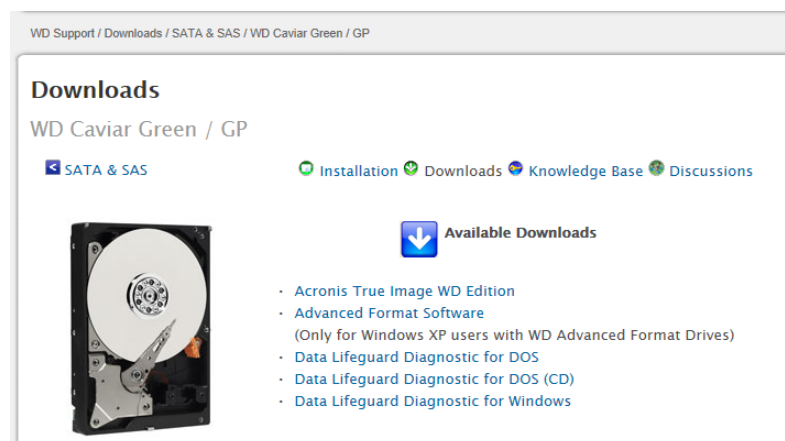 WD Support / Downloads / SATA & SAS / WD Caviar Green / GP
Downloads
WD Caviar Green / GP
SATA & SAS
Installation Downloads Knowledge Base Discussions
Available Downloads
· Acronis True Image WD Edition
· Advanced Format Software
(Only for Windows XP users with WD Advanced Format Drives)
· Data Lifeguard Diagnostic for DOS
· Data Lifeguard Diagnostic for DOS (CD)
· Data Lifeguard Diagnostic for Windows